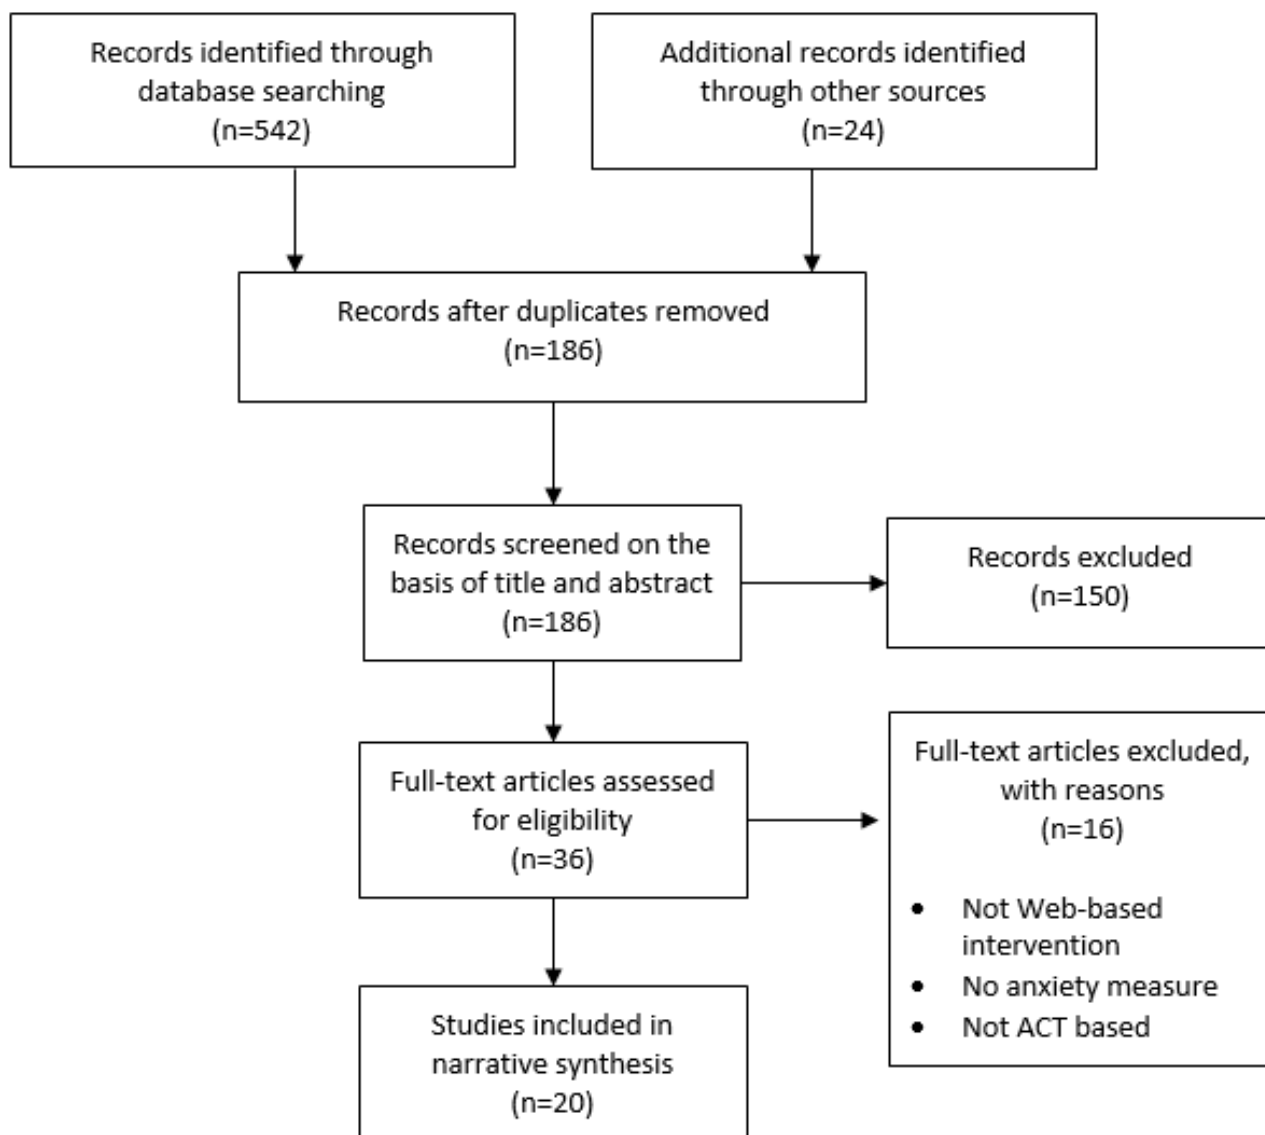 Records identified through
database searching
(n=542)
Additional records identified
through other sources
(n=24)
Records after duplicates removed
(n=186)
Records screened on the
basis of title and abstract
(n=186)
Records excluded
(n=150)
Full-text articles assessed
for eligibility
(n=36)
Full-text articles excluded,
with reasons
(n=16)
• Not Web-based
intervention
• No anxiety measure
• Not ACT based
Studies included in
narrative synthesis
(n=20)